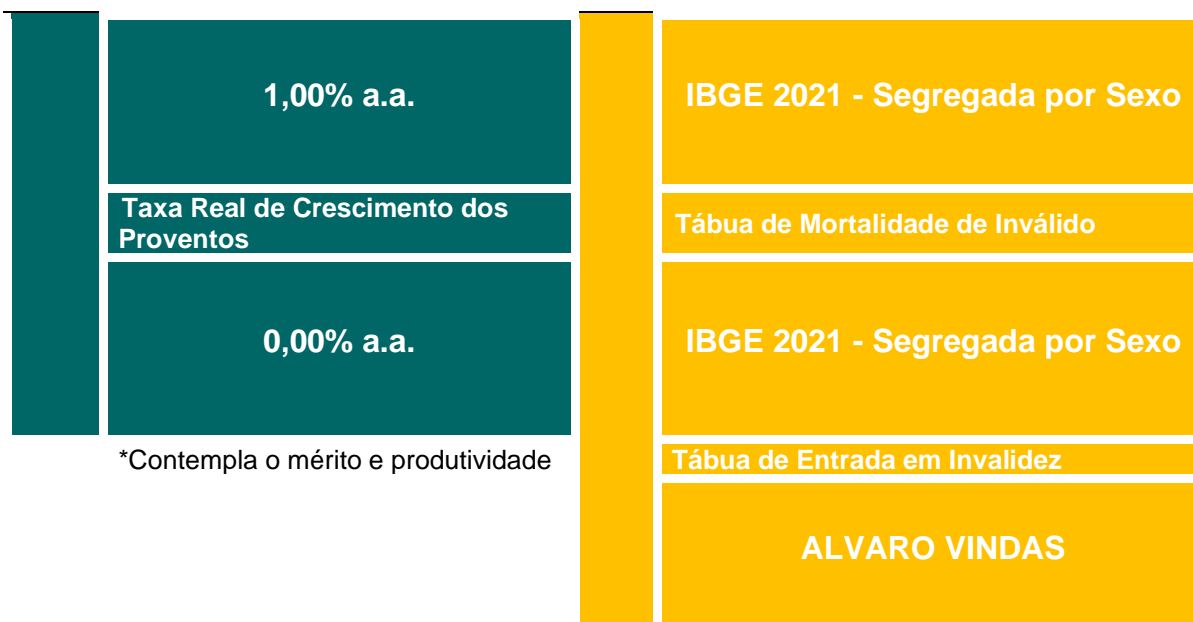 1,00% a.a.
Taxa Real de Crescimento dos
Proventos
0,00% a.a.
*Contempla o mérito e produtividade
IBGE 2021 - Segregada por Sexo
Tábua de Mortalidade de Inválido
IBGE 2021 - Segregada por Sexo
Tábua de Entrada em Invalidez
ALVARO VINDAS